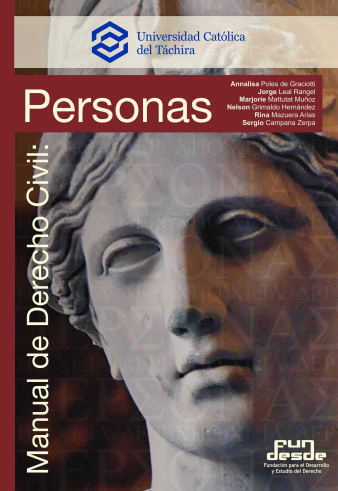 Universidad Católica
del Táchira
Annalisa Poles de Graciotti
Jorge Leal Rangel
Marjorie Mattutat Muñoz
Nelson Grimaldo Hernández
Rina Mazuera Arias
Sergio Campana Zerpa
Personas
Manual de Derecho Civil:
fun
desde
Fundación para el Desarrollo
y Estudio del Derecho